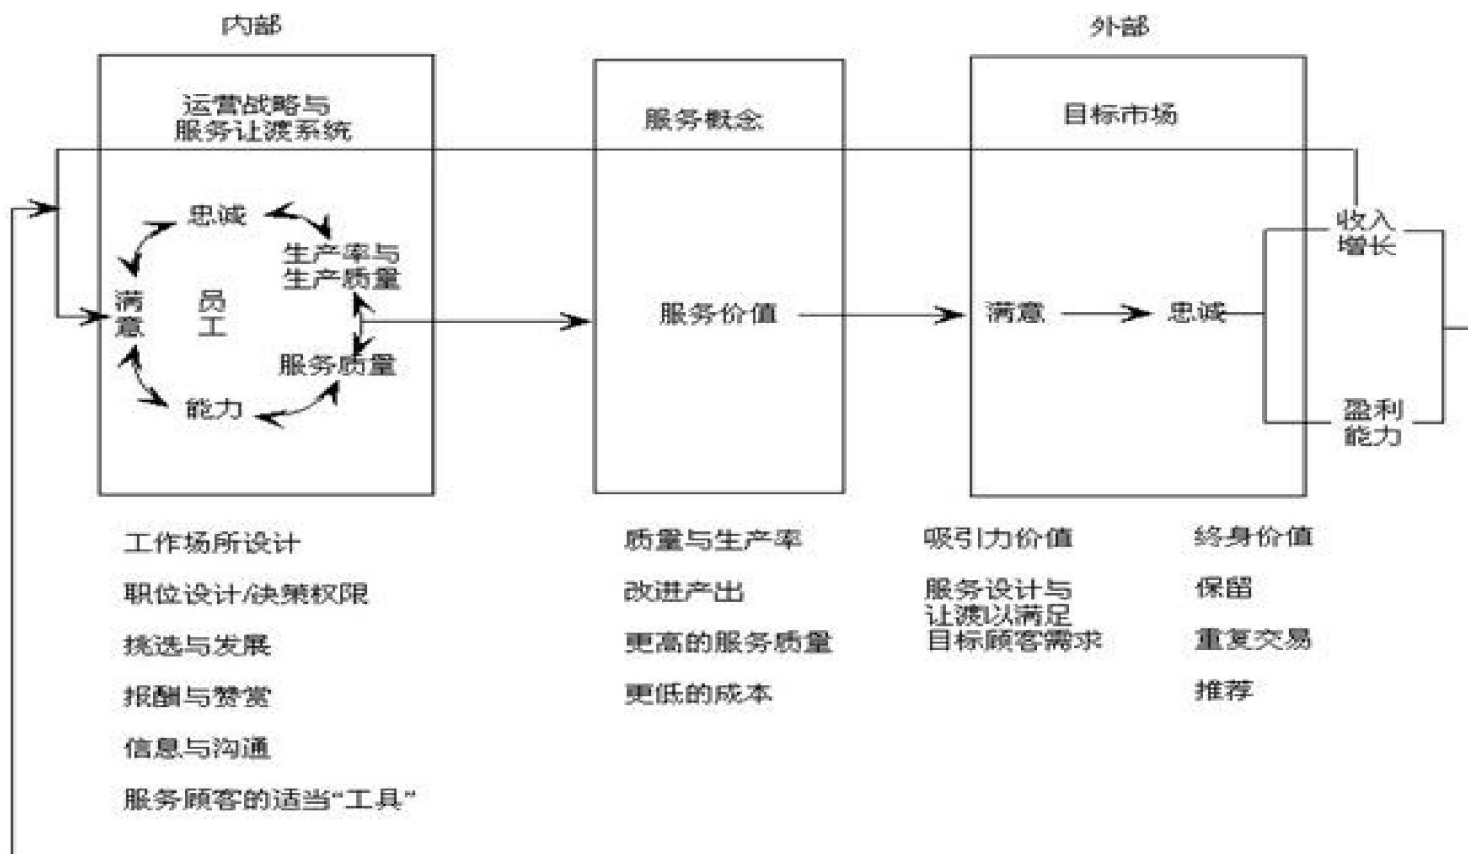 内部
运营战略与
服务让渡系统
忠诚
生产率与
生产质量
满意
员工
服务质量
能力
工作场所设计
职位设计/决策权限
挑选与发展
报酬与赞赏
信息与沟通
服务顾客的适当“工具”
服务概念
服务价值
质量与生产率
改进产出
更高的服务质量
更低的成本
外部
目标市场
满意
忠诚
收入
增长
盈利
能力
吸引力价值
服务设计与
让渡以满足
目标顾客需求
终身价值
保留
重复交易
推荐